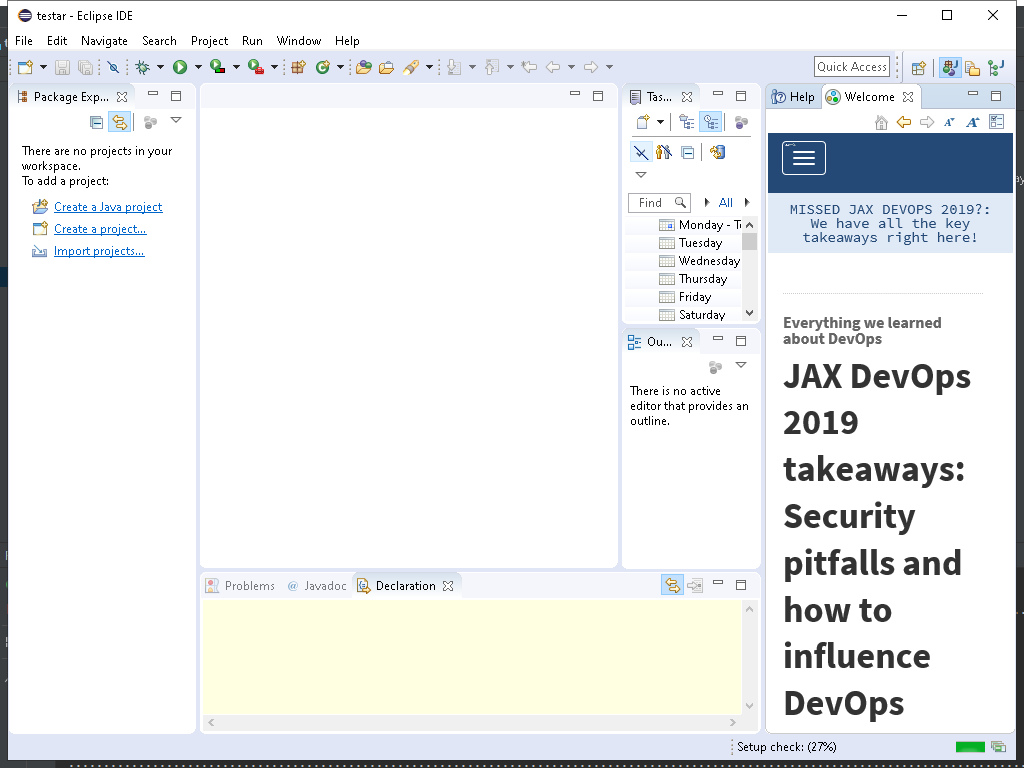 testar - Eclipse IDE
File Edit Navigate Search Project Run Window Help
Quick Access
Package Exp...
There are no projects in your
workspace.
To add a project:
Create a Java project
Create a project...
Import projects...
Tas...
Find
All
Monday - T
Tuesday
Wednesday
Thursday
Friday
Saturday
Ou...
There is no active
editor that provides an
outline.
Problems
@ Javadoc
Declaration
Help
Welcome
MISSED JAX DEVOPS 2019?:
We have all the key
takeaways right here!
Everything we learned
about DevOps
JAX DevOps
2019
takeaways:
Security
pitfalls and
how to
influence
DevOps
Setup check: (27%)